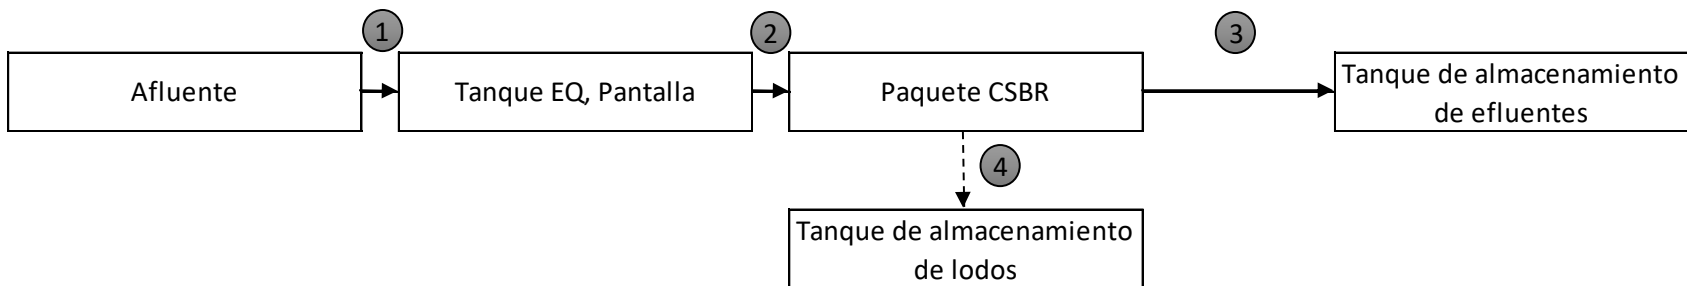 1
2
3
Afluente
Tanque EQ, Pantalla
Paquete CSBR
Tanque de almacenamiento
de efluentes
4
Tanque de almacenamiento
de lodos